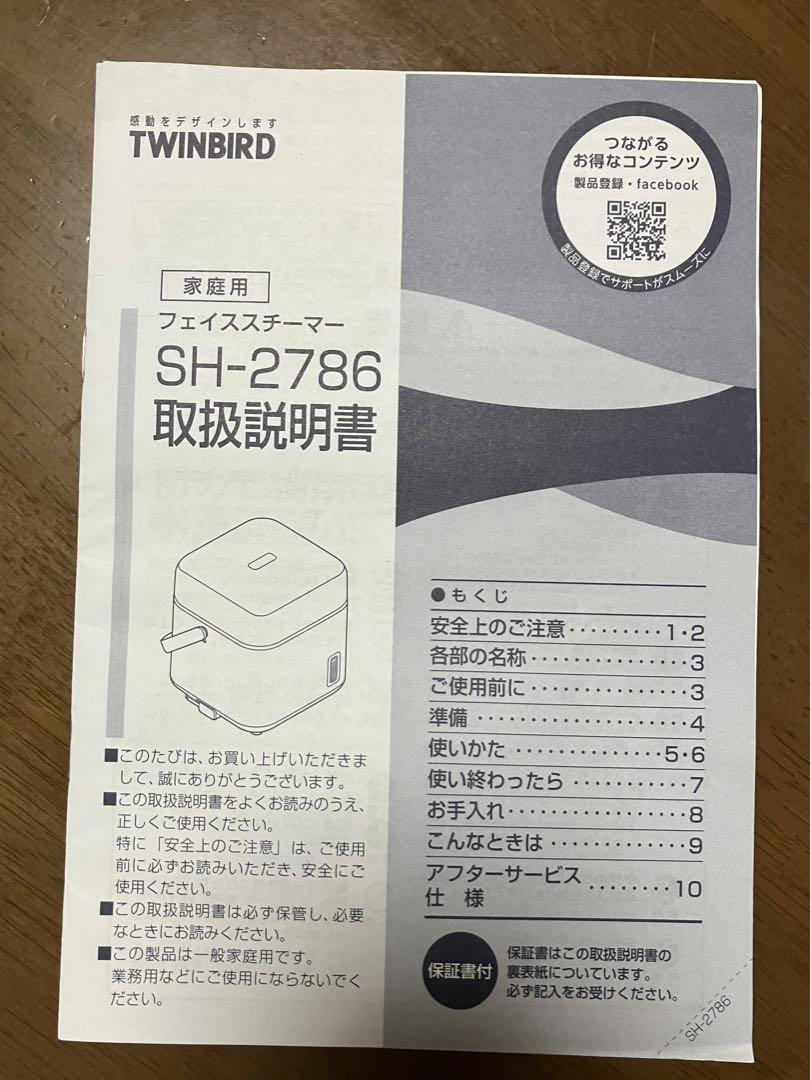 感動をデザインします
TWINBIRD
家庭用
フェイススチーマー
SH-2786
取扱説明書
■このたびは、お買い上げいただきま
して、誠にありがとうございます。
■この取扱説明書をよくお読みのうえ、
正しくご使用ください。
特に「安全上のご注意」は、ご使用
前に必ずお読みいただき、安全にご
使用ください。
■この取扱説明書は必ず保管し、必要
なときにお読みください。
■この製品は一般家庭用です。
業務用などにご使用にならないでく
ださい。
つながる
お得なコンテンツ
製品登録・facebook
製品登録でサポートがスムーズに
●もくじ
安全上のご注意・・・・・・・・・1・2
各部の名称・・・・・・・・・・・・・・・3
ご使用前に・・・・・・・・・・・・・・・3
準備・・・・・・・・・・・・・・・・・・・・4
使いかた・・・・・・・・・・・・・・5・6
使い終わったら・・・・・・・・・・・7
お手入れ・・・・・・・・・・・・・・・・・8
こんなときは・・・・・・・・・・・・・9
アフターサービス
仕 様・・・・・・・・10
保証書付
保証書はこの取扱説明書の
裏表紙についています。
必ず記入をお受けください。
SH-2786